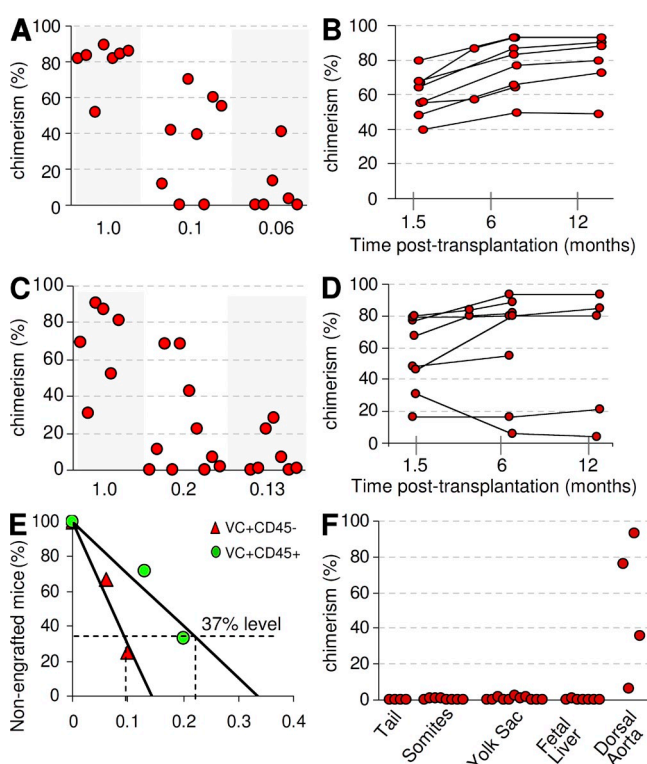 A
chimerism (%)
100
80
60
40
20
0
1.0
0.1
0.06
B
chimerism (%)
100
80
60
40
20
0
1.5
6
12
Time post-transplantation (months)
C
chimerism (%)
100
80
60
40
20
0
1.0
0.2
0.13
D
chimerism (%)
100
80
60
40
20
0
1.5
6
12
Time post-transplantation (months)
E
Non-engrafted mice (%)
100
80
60
40
20
0
VC+CD45-
VC+CD45+
37% level
0
0.1
0.2
0.3
0.4
F
chimerism (%)
100
80
60
40
20
0
Tail
Somites
Yolk Sac
Fetal
Liver
Dorsal
Aorta